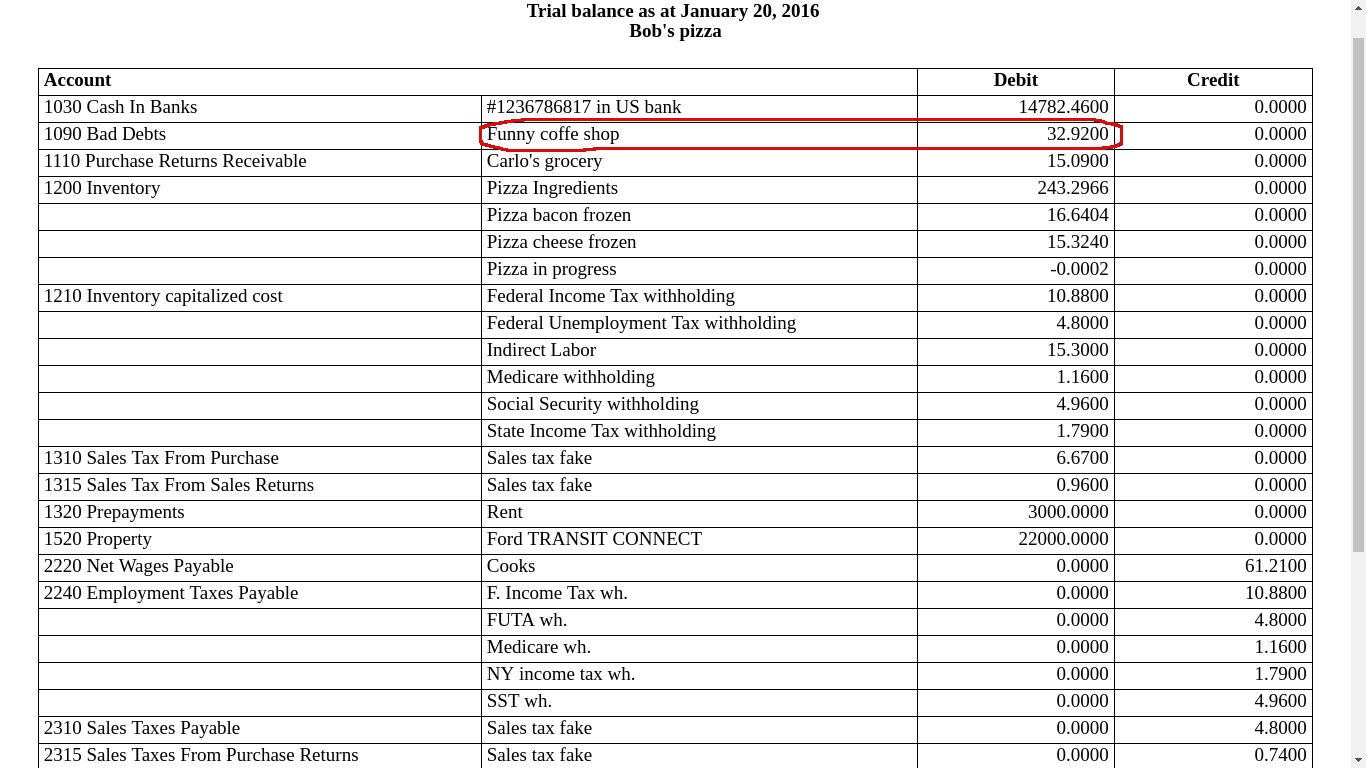 Trial balance as at January 20, 2016
Bob's pizza
Account Debit Credit
1030 Cash In Banks #1236786817 in US bank 14782.4600 0.0000
1090 Bad Debts Funny coffe shop 32.9200 0.0000
1110 Purchase Returns Receivable Carlo's grocery 15.0900 0.0000
1200 Inventory Pizza Ingredients 243.2966 0.0000
Pizza bacon frozen 16.6404 0.0000
Pizza cheese frozen 15.3240 0.0000
Pizza in progress -0.0002 0.0000
1210 Inventory capitalized cost Federal Income Tax withholding 10.8800 0.0000
Federal Unemployment Tax withholding 4.8000 0.0000
Indirect Labor 15.3000 0.0000
Medicare withholding 1.1600 0.0000
Social Security withholding 4.9600 0.0000
State Income Tax withholding 1.7900 0.0000
1310 Sales Tax From Purchase Sales tax fake 6.6700 0.0000
1315 Sales Tax From Sales Returns Sales tax fake 0.9600 0.0000
1320 Prepayments Rent 3000.0000 0.0000
1520 Property Ford TRANSIT CONNECT 22000.0000 0.0000
2220 Net Wages Payable Cooks 0.0000 61.2100
2240 Employment Taxes Payable F. Income Tax wh. 0.0000 10.8800
FUTA wh. 0.0000 4.8000
Medicare wh. 0.0000 1.1600
NY income tax wh. 0.0000 1.7900
SST wh. 0.0000 4.9600
2310 Sales Taxes Payable Sales tax fake 0.0000 4.8000
2315 Sales Taxes From Purchase Returns Sales tax fake 0.0000 0.7400